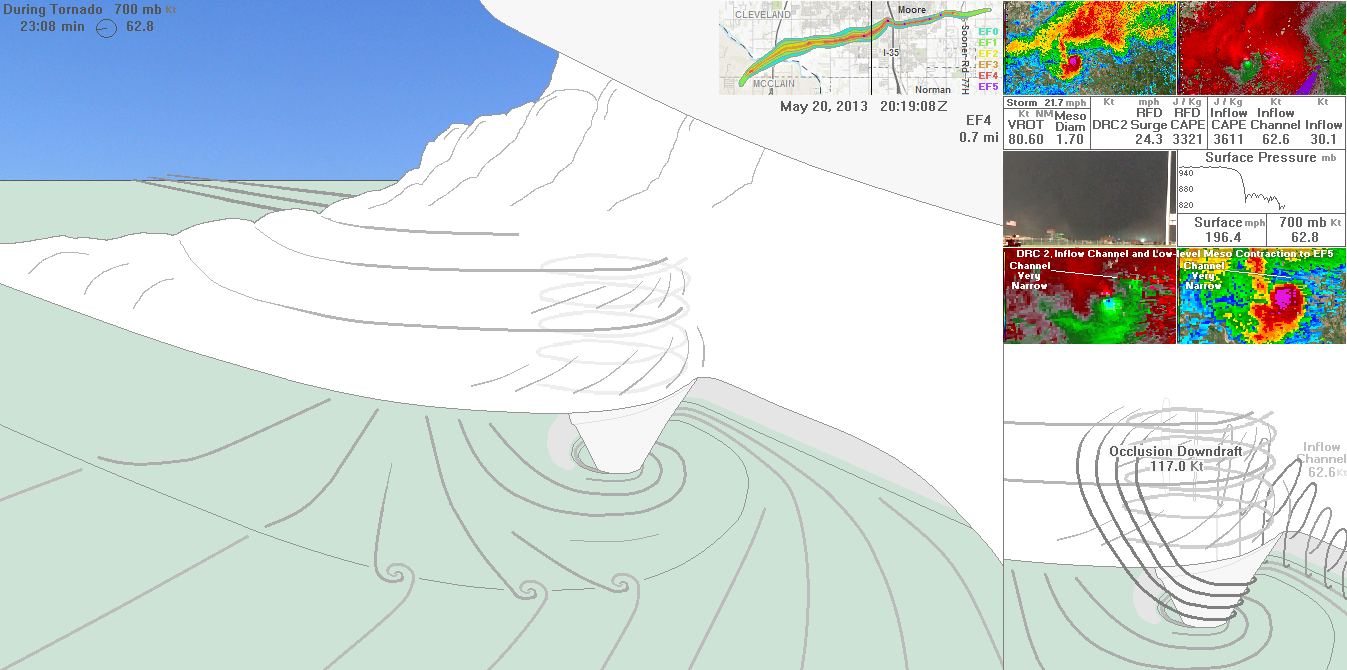 During Tornado 700 mb Kt
23:08 min 62.8
CLEVELAND
Moore
I-35
Sooner Rd
77H
MCCLAIN
Norman
EF0
EF1
EF2
EF3
EF4
EF5
May 20, 2013 20:19:08Z
EF4
0.7 mi
Storm 21.7 mph
Kt NM
VROT Meso Diam
80.60 1.70
Kt mph J / Kg
DRC2 RFD Surge RFD CAPE
24.3 3321
J / Kg Kt Kt
Inflow CAPE Inflow Channel Inflow
3611 62.6 30.1
Surface Pressure mb
940
880
820
Surface mph 700 mb Kt
196.4 62.8
DRC 2, Inflow Channel and Low-level Meso Contraction to EF5
Channel
Very
Narrow
Channel
Very
Narrow
Occlusion Downdraft
117.0 Kt
Inflow
Channel
62.6 Kt